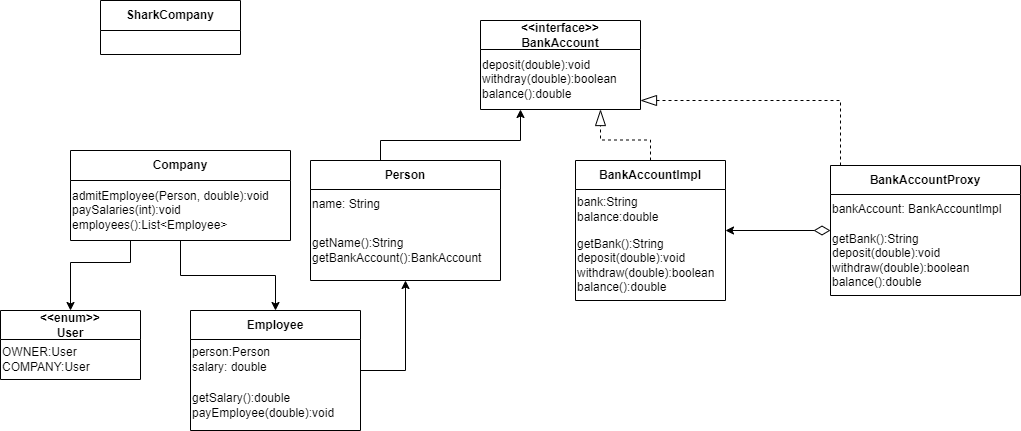 SharkCompany
<<interface>>
BankAccount
deposit(double):void
withdray(double):boolean
balance():double
Company
admitEmployee(Person, double):void
paySalaries(int):void
employees():List<Employee>
Person
name: String
getName():String
getBankAccount():BankAccount
BankAccountImpl
bank:String
balance:double
getBank():String
deposit(double):void
withdraw(double):boolean
balance():double
BankAccountProxy
bankAccount: BankAccountImpl
getBank():String
deposit(double):void
withdraw(double):boolean
balance():double
<<enum>>
User
OWNER:User
COMPANY:User
Employee
person:Person
salary: double
getSalary():double
payEmployee(double):void